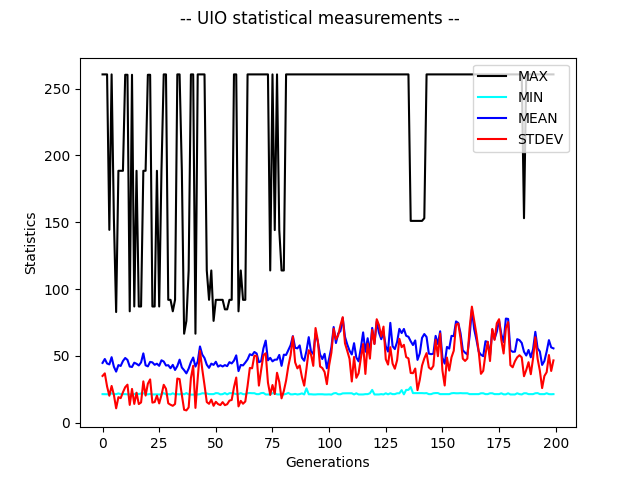 -- UIO statistical measurements --
MAX
MIN
MEAN
STDEV
Statistics
250
200
150
100
50
0
0 25 50 75 100 125 150 175 200
Generations